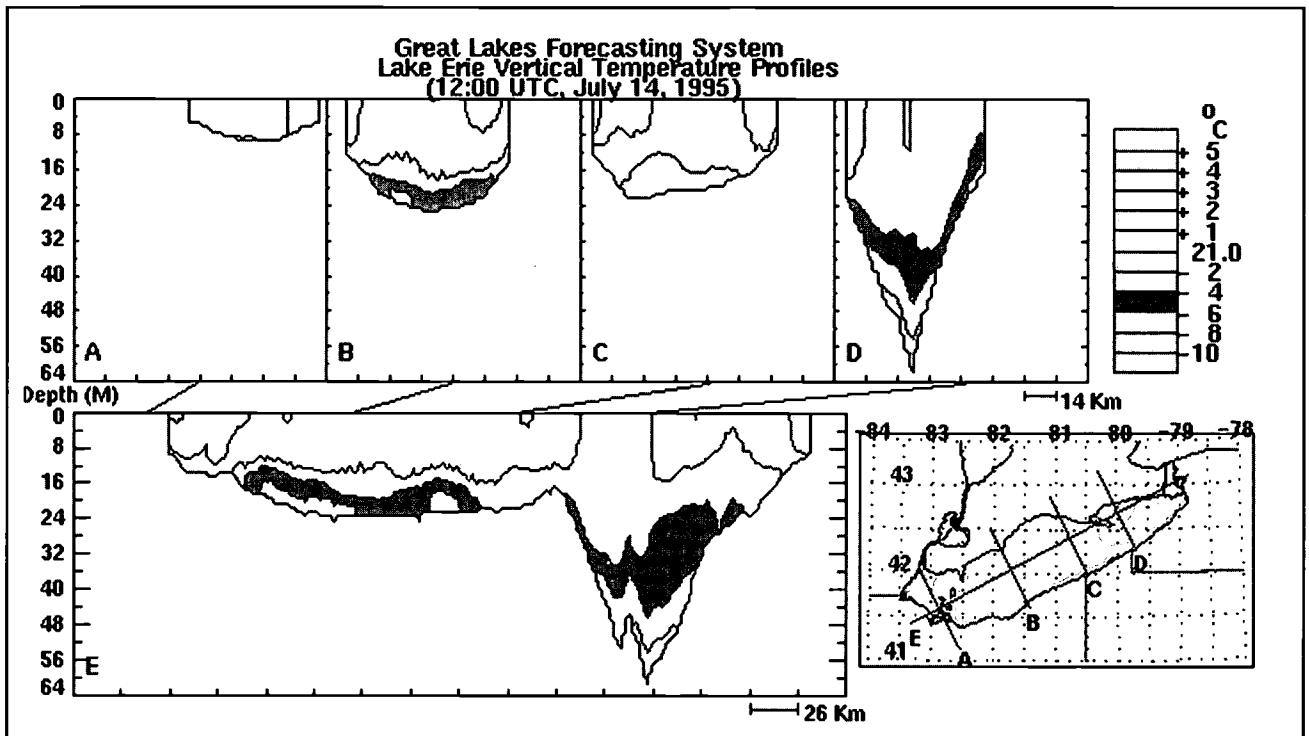 Great Lakes Forecasting System
Lake Erie Vertical Temperature Profiles
(12:00 UTC, July 14, 1995)
0
8
16
24
32
40
48
56
64
A
B
C
D
o
C
+ 5
+ 4
+ 3
+ 2
+ 1
21.0
- 2
- 4
- 6
- 8
-10
Depth (M)
14 Km
0
8
16
24
32
40
48
56
64
E
26 Km
-84 83 82 81 80 -79 -78
43
42
41
E
A
B
C
D